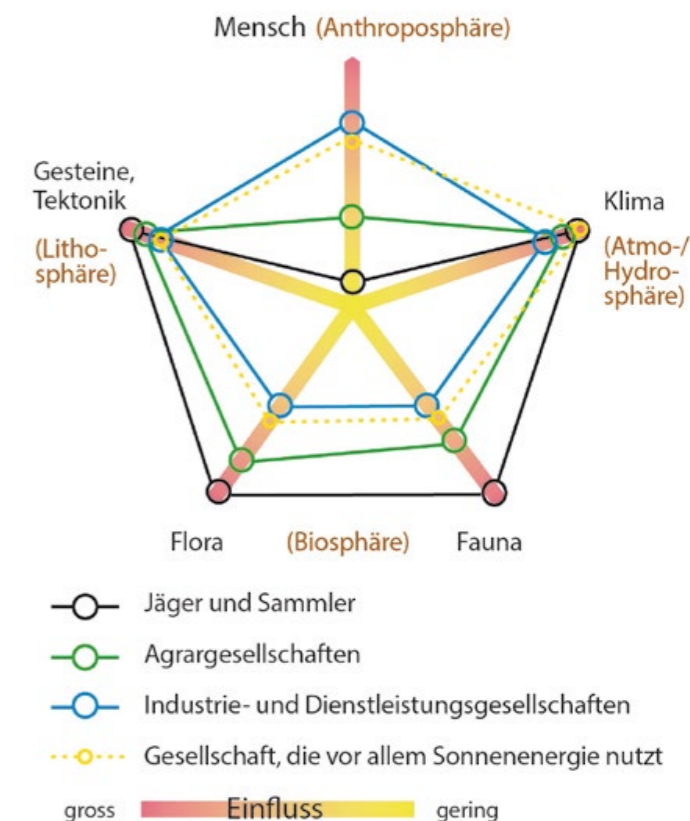 Mensch (Anthroposphäre)
Gesteine,
Tektonik
(Litho-
sphäre)
Klima
(Atmo-/
Hydro-
sphäre)
Flora (Biosphäre) Fauna
Jäger und Sammler
Agrargesellschaften
Industrie- und Dienstleistungsgesellschaften
Gesellschaft, die vor allem Sonnenenergie nutzt
gross Einfluss gering